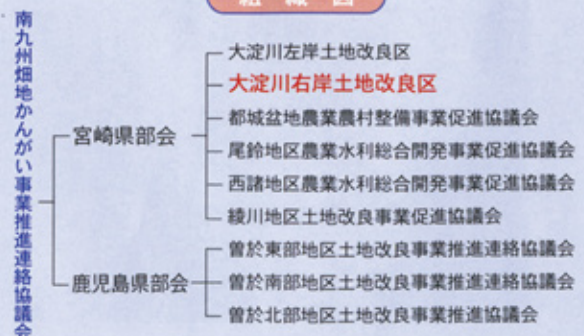 組織図
南九州畑地かんがい事業推進連絡協議会
宮崎県部会
大淀川左岸土地改良区
大淀川右岸土地改良区
都城盆地農業農村整備事業促進協議会
尾鈴地区農業水利総合開発事業促進協議会
西諸地区農業水利総合開発事業促進協議会
綾川地区土地改良事業促進協議会
鹿児島県部会
曽於東部地区土地改良事業推進連絡協議会
曽於南部地区土地改良事業推進連絡協議会
曽於北部地区土地改良事業推進協議会